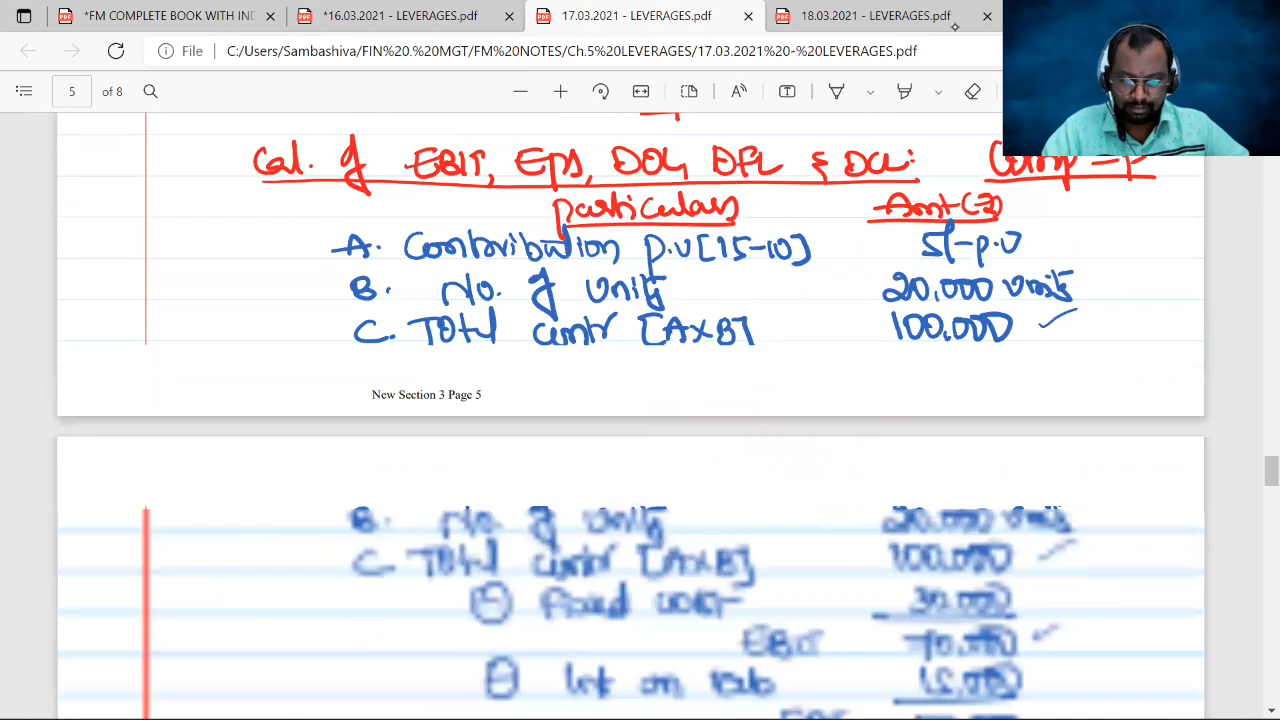 *FM COMPLETE BOOK WITH IND
*16.03.2021 - LEVERAGES.pdf
17.03.2021 - LEVERAGES.pdf
18.03.2021 - LEVERAGES.pdf
File C:/Users/Sambashiva/FIN%20.%20MGT/FM%20NOTES/Ch.5%20LEVERAGES/17.03.2021%20-%20LEVERAGES.pdf
5 of 8
Cal. of EBIT, EPS, DOL, DFL & DCL: - P
particulars Amt(₹)
A. Contribution p.u [15-10] 5/- p.u
B. No. of Units 20,000 Units
C. Total contr [A×B] 100,000 ✓
New Section 3 Page 5
B. No. of Units 20,000 Units
C. Total contr [A×B] 100,000 ✓
⊖ fixed cost 30,000
EBIT 70,000 ✓
⊖ Int on